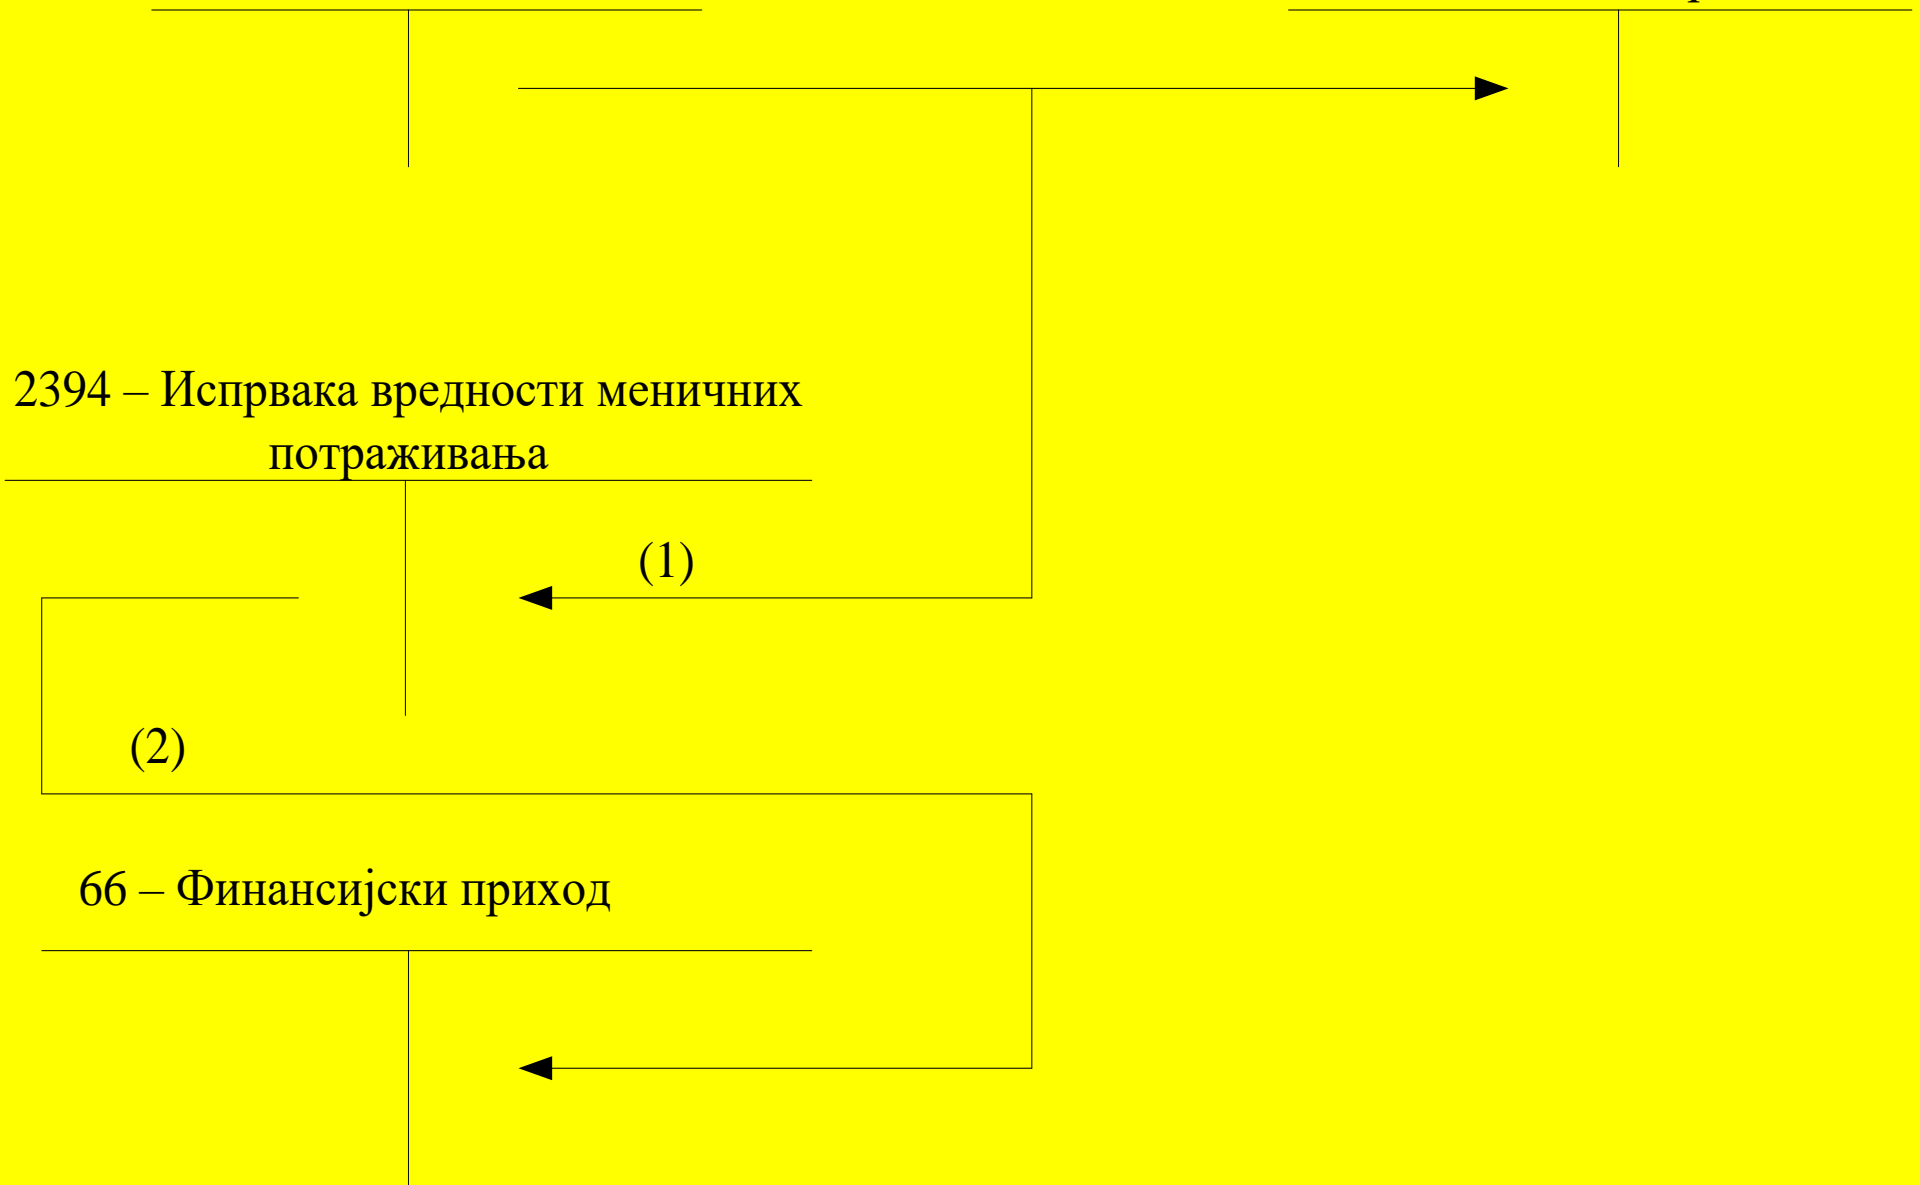 2394 – Испрвака вредности меничних
потраживања
(1)
(2)
66 – Финансијски приход